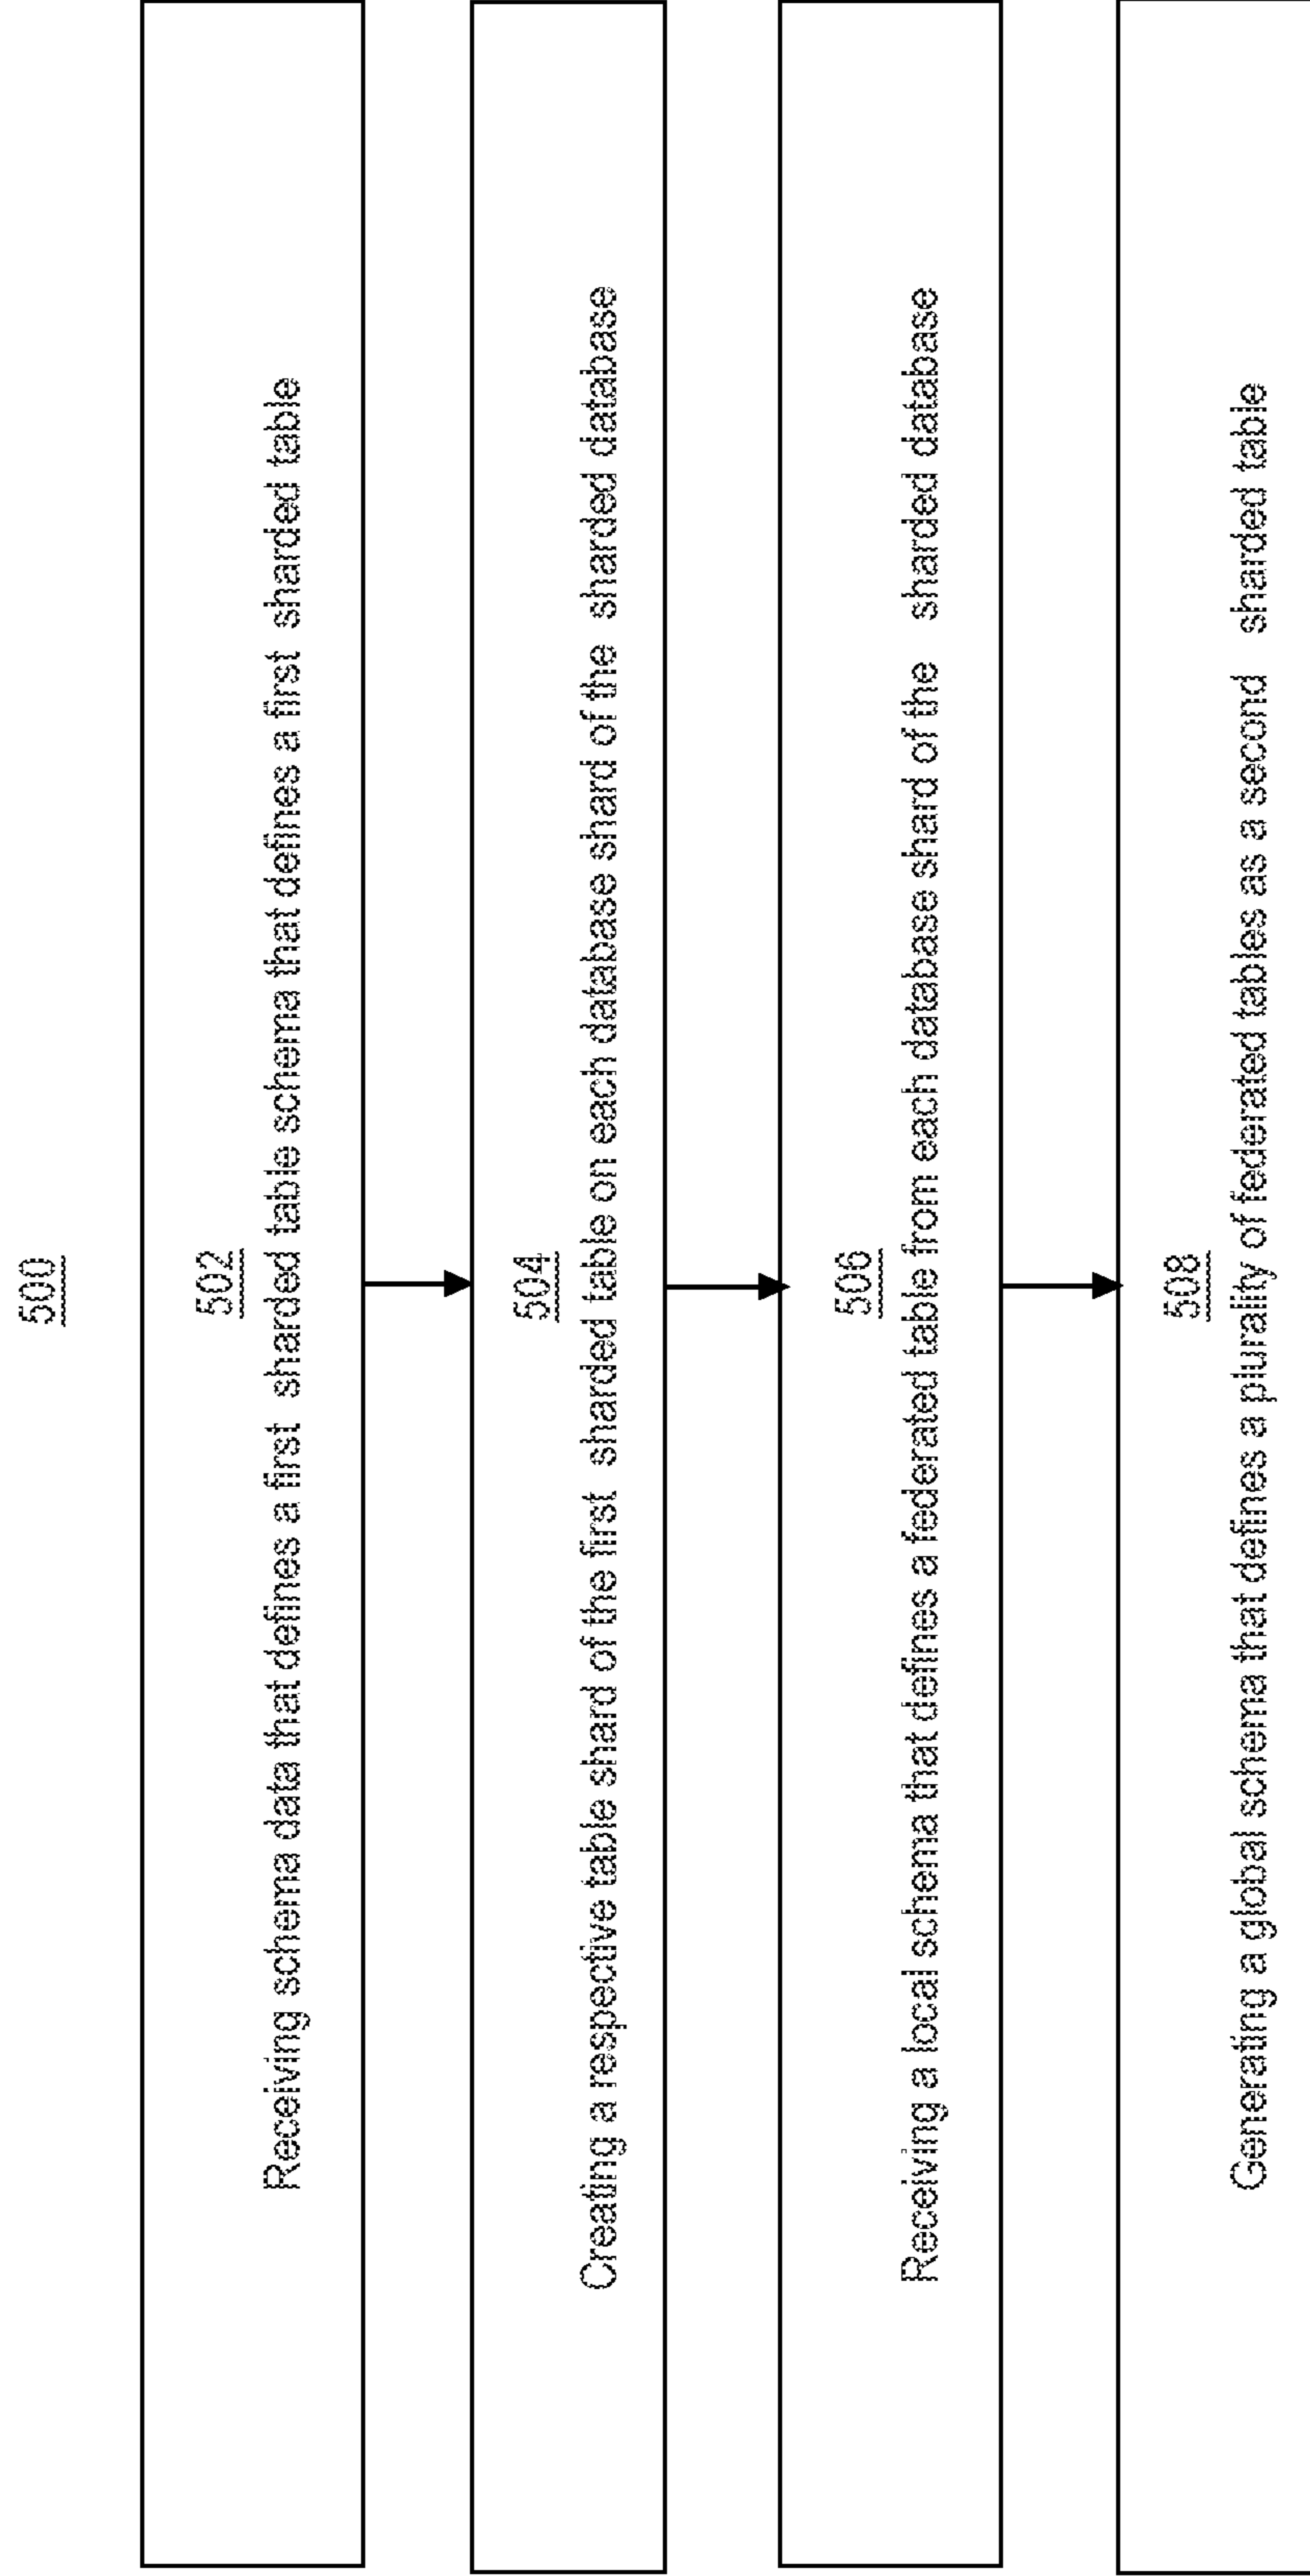 500
502
Receiving schema data that defines a first sharded table schema that defines a first sharded table
504
Creating a respective table shard of the first sharded table on each database shard of the sharded database
506
Receiving a local schema that defines a federated table from each database shard of the sharded database
508
Generating a global schema that defines a plurality of federated tables as a second sharded table